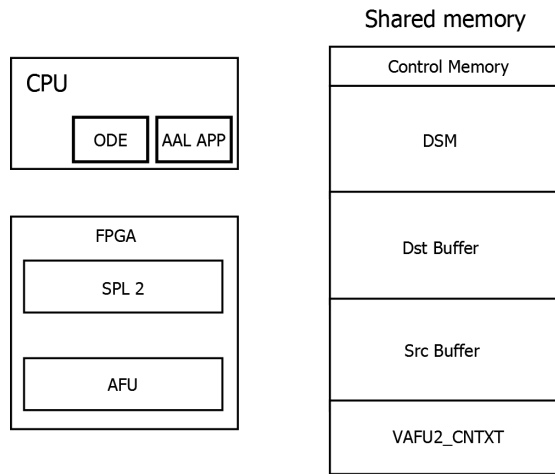 Shared memory
CPU
ODE
AAL APP
FPGA
SPL 2
AFU
Control Memory
DSM
Dst Buffer
Src Buffer
VAFU2_CNTXT